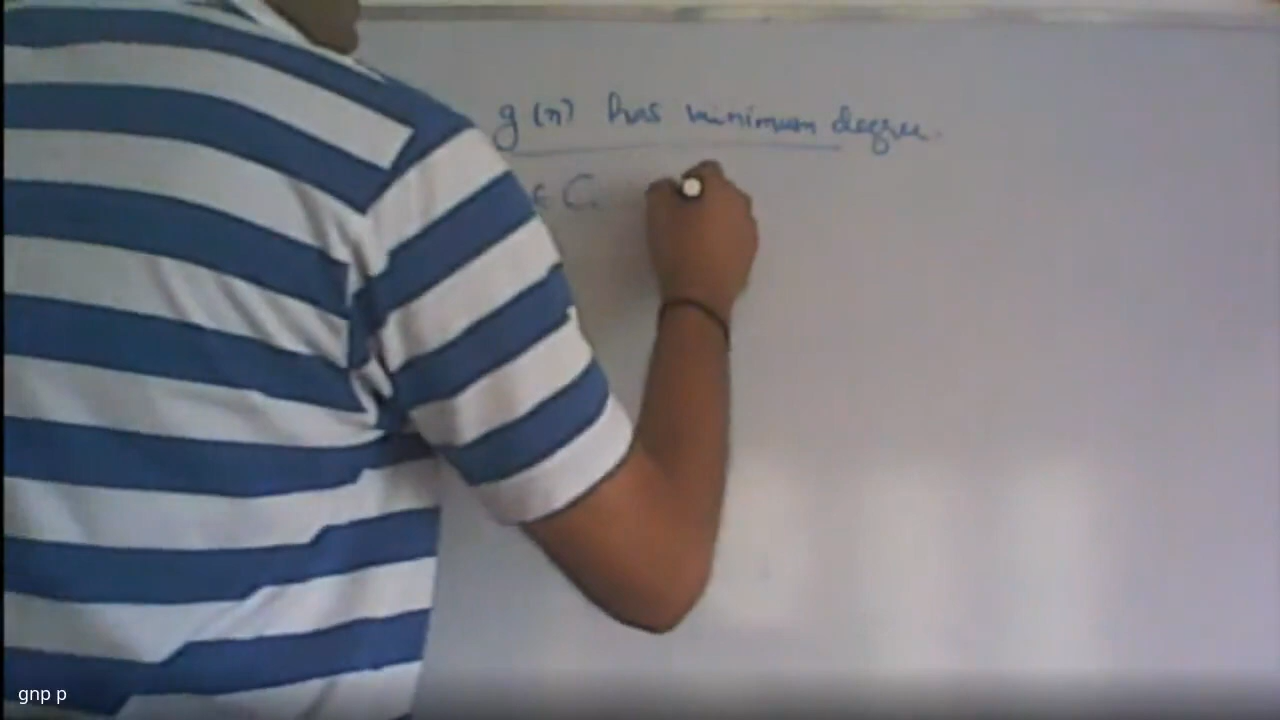 g(x) has minimum degree.
∈ C
gnp p